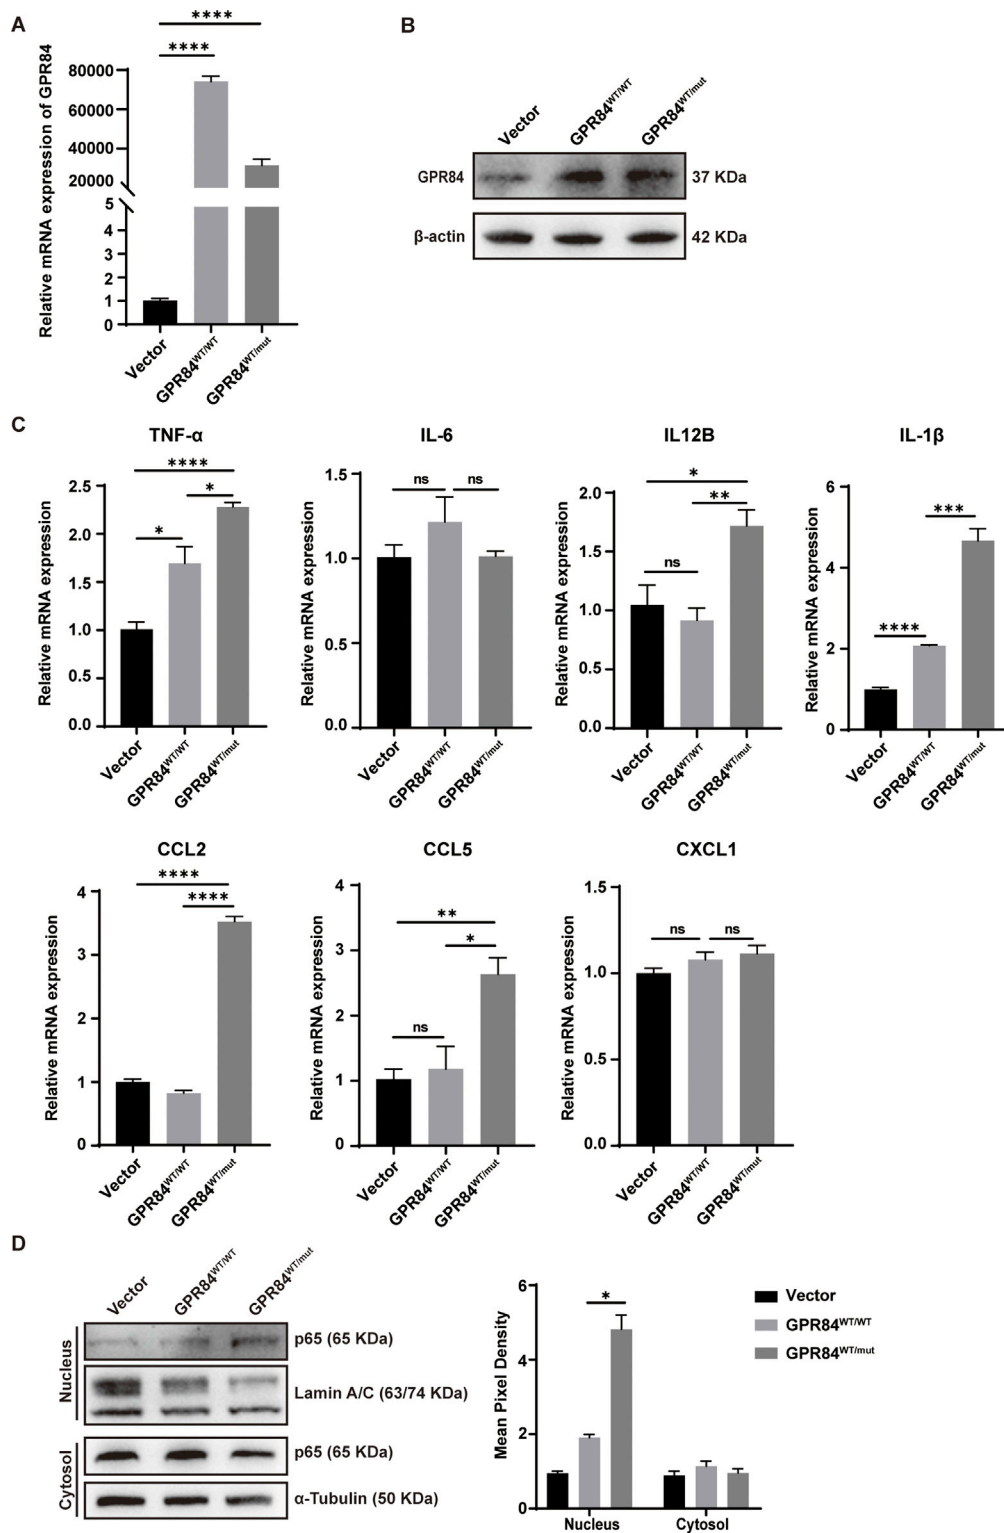 A
****
****
Relative mRNA expression of GPR84
80000
60000
40000
20000
5
4
3
2
1
0
Vector
GPR84WT/WT
GPR84WT/mut
B
Vector
GPR84WT/WT
GPR84WT/mut
GPR84
37 KDa
β-actin
42 KDa
C
TNF-α
****
*
*
Relative mRNA expression
2.5
2.0
1.5
1.0
0.5
0.0
Vector
GPR84WT/WT
GPR84WT/mut
IL-6
ns
ns
Relative mRNA expression
1.5
1.0
0.5
0.0
Vector
GPR84WT/WT
GPR84WT/mut
IL12B
*
**
ns
Relative mRNA expression
2.0
1.5
1.0
0.5
0.0
Vector
GPR84WT/WT
GPR84WT/mut
IL-1β
***
****
Relative mRNA expression
6
4
2
0
Vector
GPR84WT/WT
GPR84WT/mut
CCL2
****
****
Relative mRNA expression
4
3
2
1
0
Vector
GPR84WT/WT
GPR84WT/mut
CCL5
**
*
ns
Relative mRNA expression
4
3
2
1
0
Vector
GPR84WT/WT
GPR84WT/mut
CXCL1
ns
ns
Relative mRNA expression
1.5
1.0
0.5
0.0
Vector
GPR84WT/WT
GPR84WT/mut
D
Vector
GPR84WT/WT
GPR84WT/mut
Nucleus
p65 (65 KDa)
Lamin A/C (63/74 KDa)
Cytosol
p65 (65 KDa)
α-Tubulin (50 KDa)
Mean Pixel Density
6
4
2
0
*
Nucleus
Cytosol
Vector
GPR84WT/WT
GPR84WT/mut